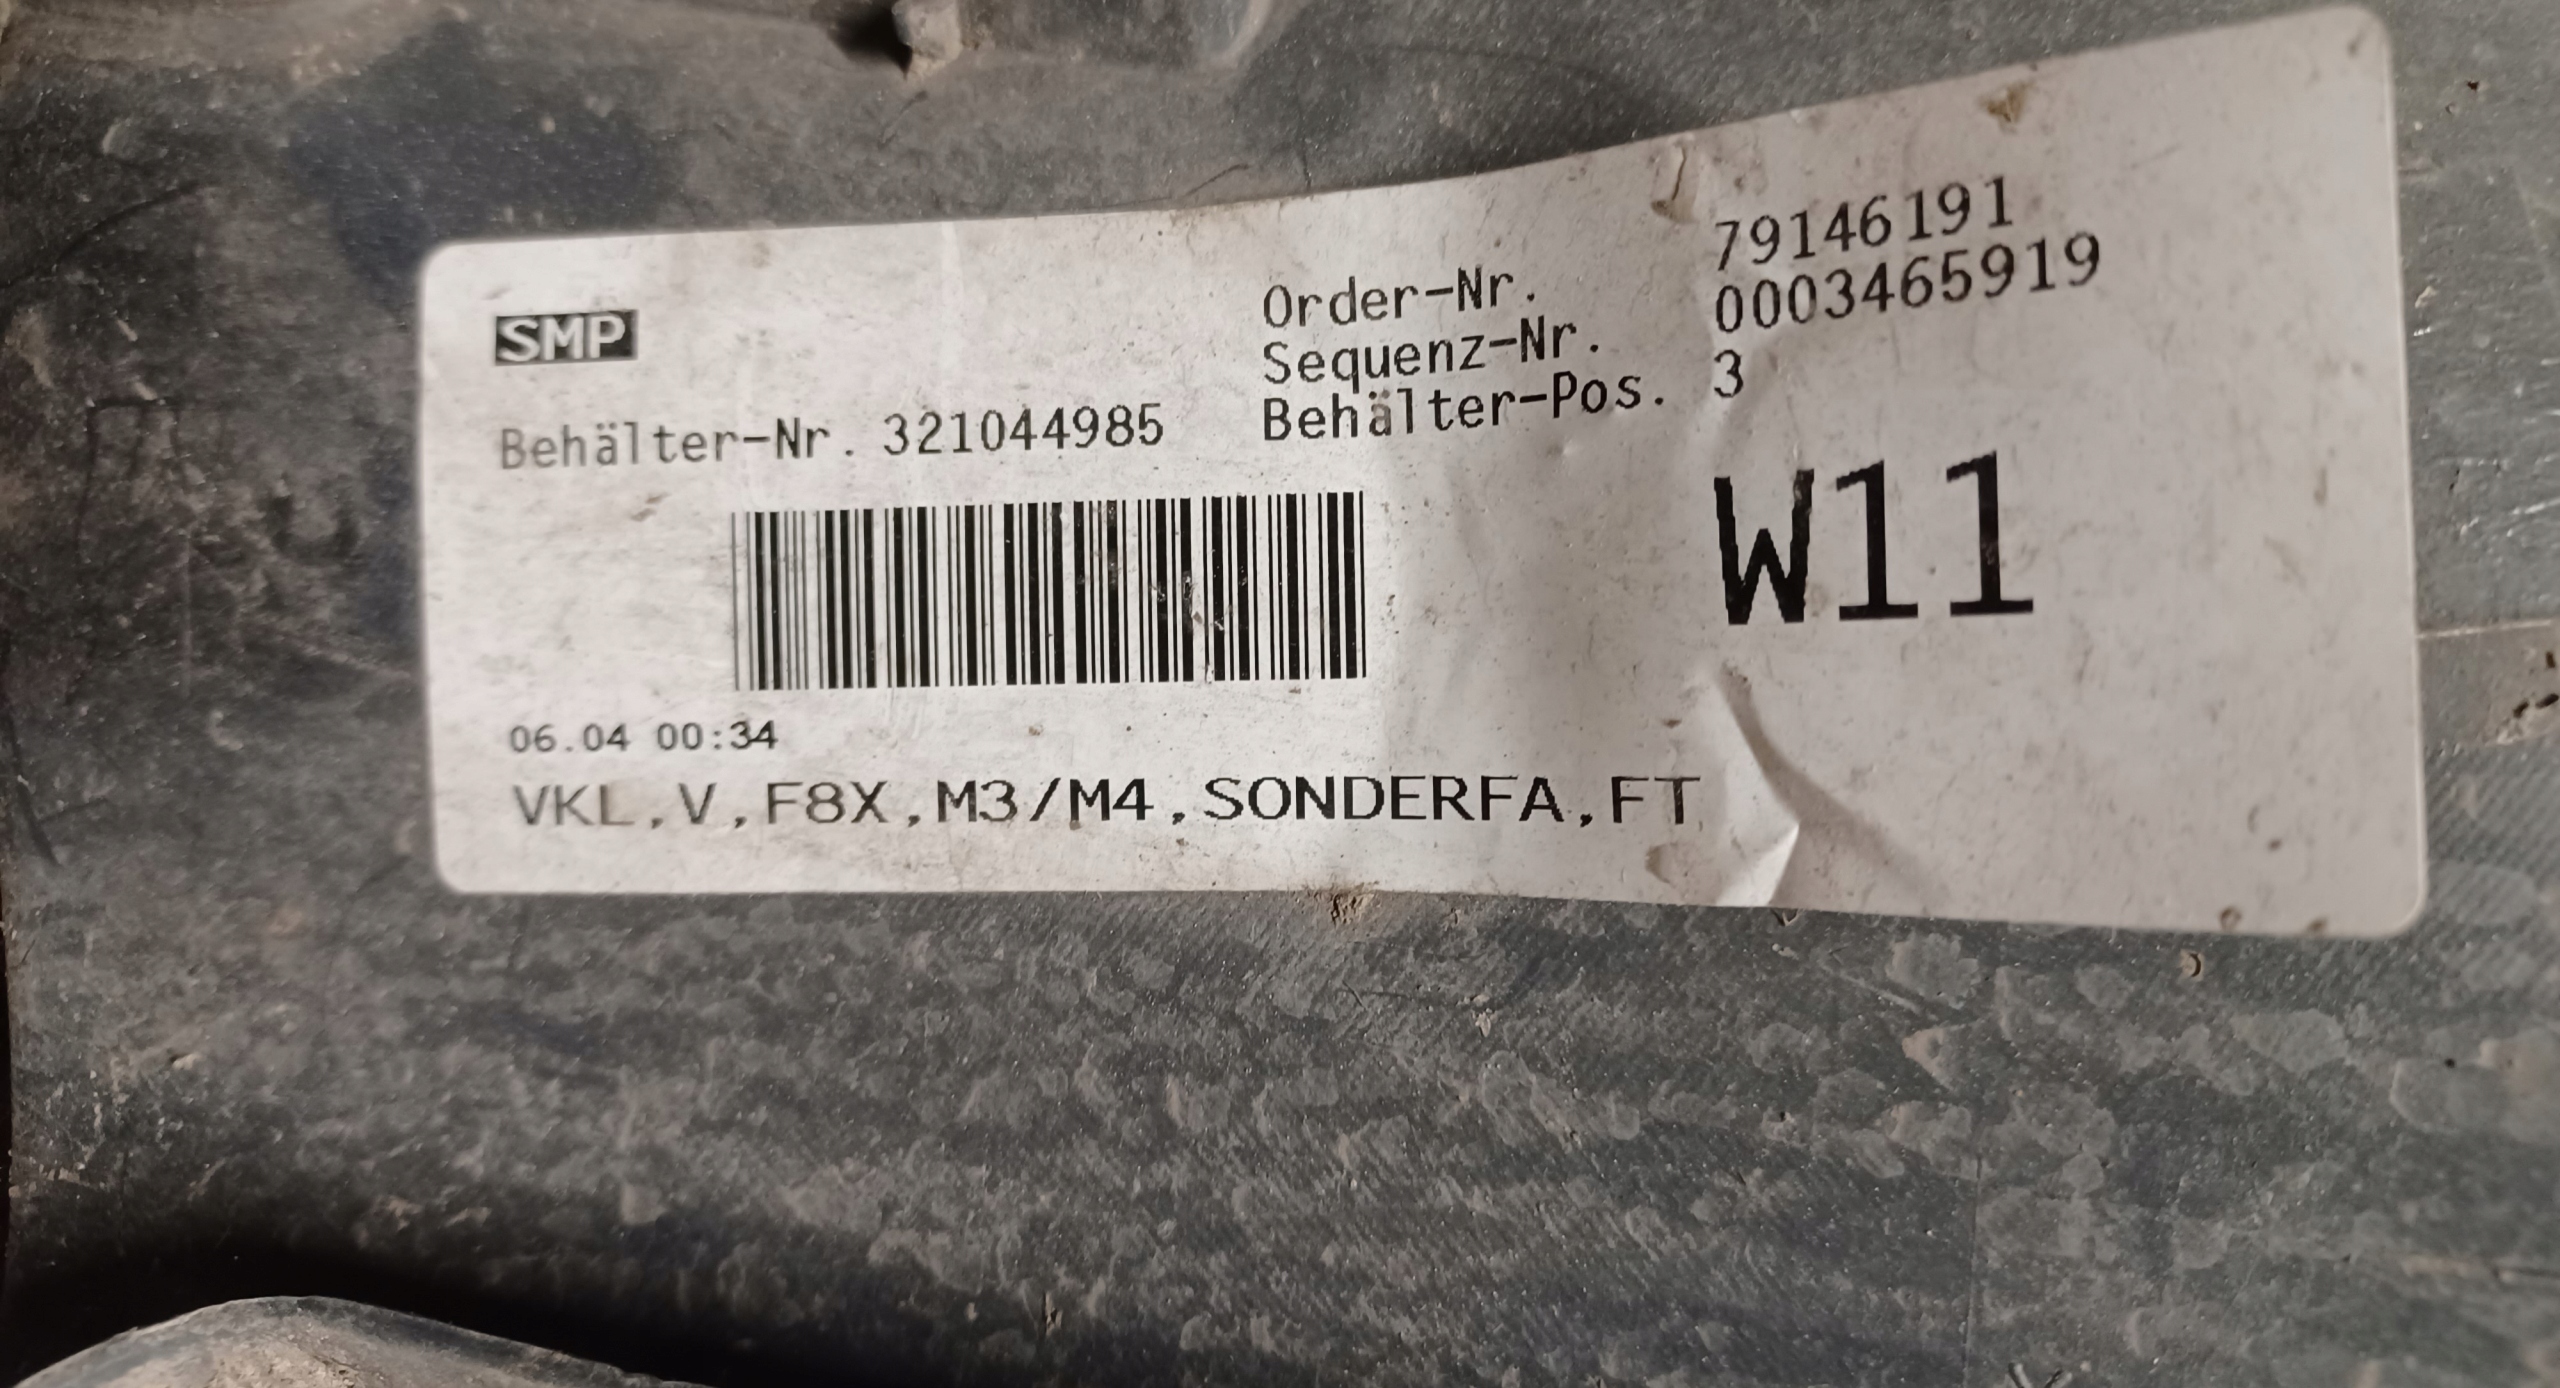 SMP
Order-Nr. 79146191
Sequenz-Nr. 0003465919
Behälter-Nr. 321044985
Behälter-Pos. 3
W11
06.04 00:34
VKL,V,F8X,M3/M4,SONDERFA,FT